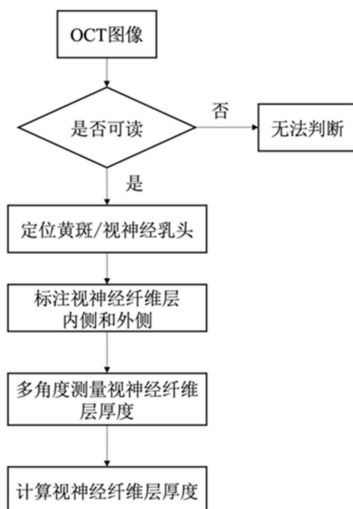 OCT图像
是否可读
否
无法判断
是
定位黄斑/视神经乳头
标注视神经纤维层
内侧和外侧
多角度测量视神经纤维
层厚度
计算视神经纤维层厚度